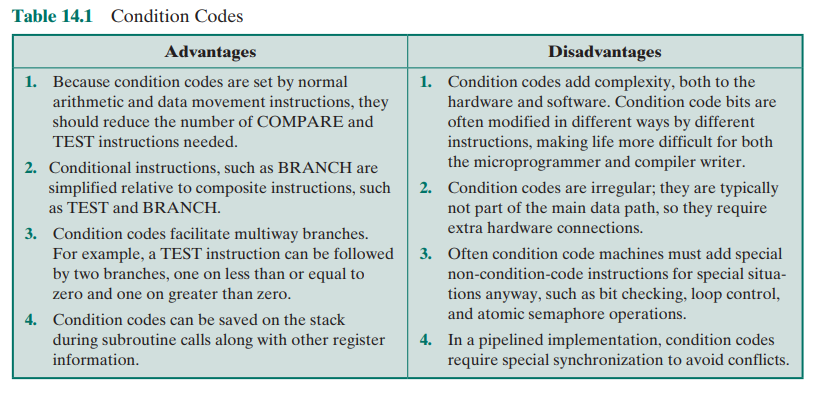 Table 14.1 Condition Codes
Advantages
1. Because condition codes are set by normal
arithmetic and data movement instructions, they
should reduce the number of COMPARE and
TEST instructions needed.
2. Conditional instructions, such as BRANCH are
simplified relative to composite instructions, such
as TEST and BRANCH.
3. Condition codes facilitate multiway branches.
For example, a TEST instruction can be followed
by two branches, one on less than or equal to
zero and one on greater than zero.
4. Condition codes can be saved on the stack
during subroutine calls along with other register
information.
Disadvantages
1. Condition codes add complexity, both to the
hardware and software. Condition code bits are
often modified in different ways by different
instructions, making life more difficult for both
the microprogrammer and compiler writer.
2. Condition codes are irregular; they are typically
not part of the main data path, so they require
extra hardware connections.
3. Often condition code machines must add special
non-condition-code instructions for special situa-
tions anyway, such as bit checking, loop control,
and atomic semaphore operations.
4. In a pipelined implementation, condition codes
require special synchronization to avoid conflicts.